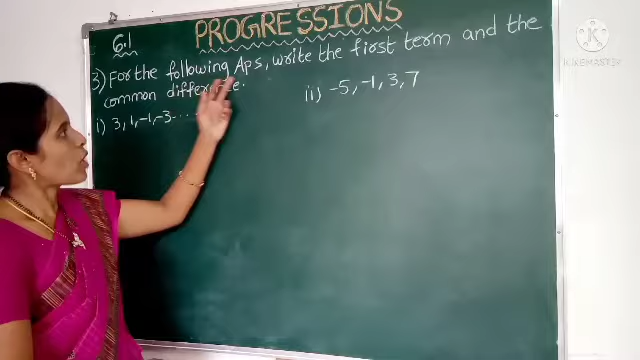 6.1
PROGRESSIONS
3) For the following Aps, write the first term and the
common difference.
i) 3, 1, -1, -3....
ii) -5, -1, 3, 7
KINEMASTER